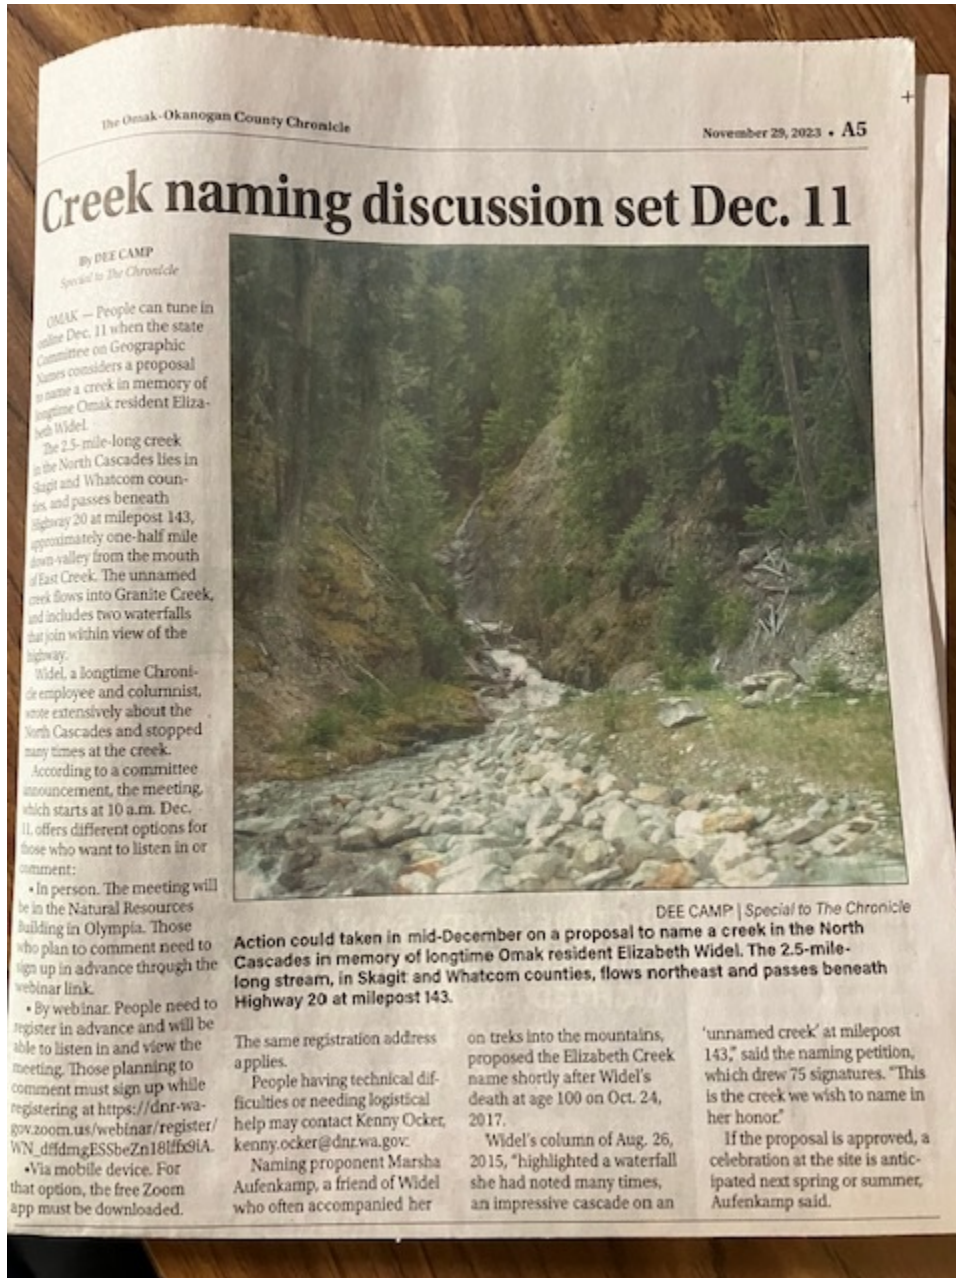 The Omak-Okanogan County Chronicle
November 29, 2023 • A5
Creek naming discussion set Dec. 11
By DEE CAMP
Special to The Chronicle
OMAK — People can tune in
online Dec. 11 when the state
Committee on Geographic
Names considers a proposal
to name a creek in memory of
longtime Omak resident Eliza-
beth Widel.
The 2.5-mile-long creek
in the North Cascades lies in
Skagit and Whatcom coun-
ties, and passes beneath
Highway 20 at milepost 143,
approximately one-half mile
down-valley from the mouth
of East Creek. The unnamed
creek flows into Granite Creek,
and includes two waterfalls
that join within view of the
highway.
Widel, a longtime Chroni-
cle employee and columnist,
wrote extensively about the
North Cascades and stopped
many times at the creek.
According to a committee
announcement, the meeting,
which starts at 10 a.m. Dec.
11, offers different options for
those who want to listen in or
comment:
• In person. The meeting will
be in the Natural Resources
Building in Olympia. Those
who plan to comment need to
sign up in advance through the
webinar link.
• By webinar. People need to
register in advance and will be
able to listen in and view the
meeting. Those planning to
comment must sign up while
registering at https://dnr-wa-
gov.zoom.us/webinar/register/
•Via mobile device. For
that option, the free Zoom
app must be downloaded.
DEE CAMP | Special to The Chronicle
Action could taken in mid-December on a proposal to name a creek in the North
Cascades in memory of longtime Omak resident Elizabeth Widel. The 2.5-mile-
long stream, in Skagit and Whatcom counties, flows northeast and passes beneath
Highway 20 at milepost 143.
The same registration address
applies.
People having technical dif-
ficulties or needing logistical
help may contact Kenny Ocker,
kenny.ocker@dnr.wa.gov.
Naming proponent Marsha
Aufenkamp, a friend of Widel
who often accompanied her
on treks into the mountains,
proposed the Elizabeth Creek
name shortly after Widel's
death at age 100 on Oct. 24,
2017.
Widel's column of Aug. 26,
2015, "highlighted a waterfall
she had noted many times,
an impressive cascade on an
'unnamed creek' at milepost
143," said the naming petition,
which drew 75 signatures. "This
is the creek we wish to name in
her honor."
If the proposal is approved, a
celebration at the site is antic-
ipated next spring or summer,
Aufenkamp said.